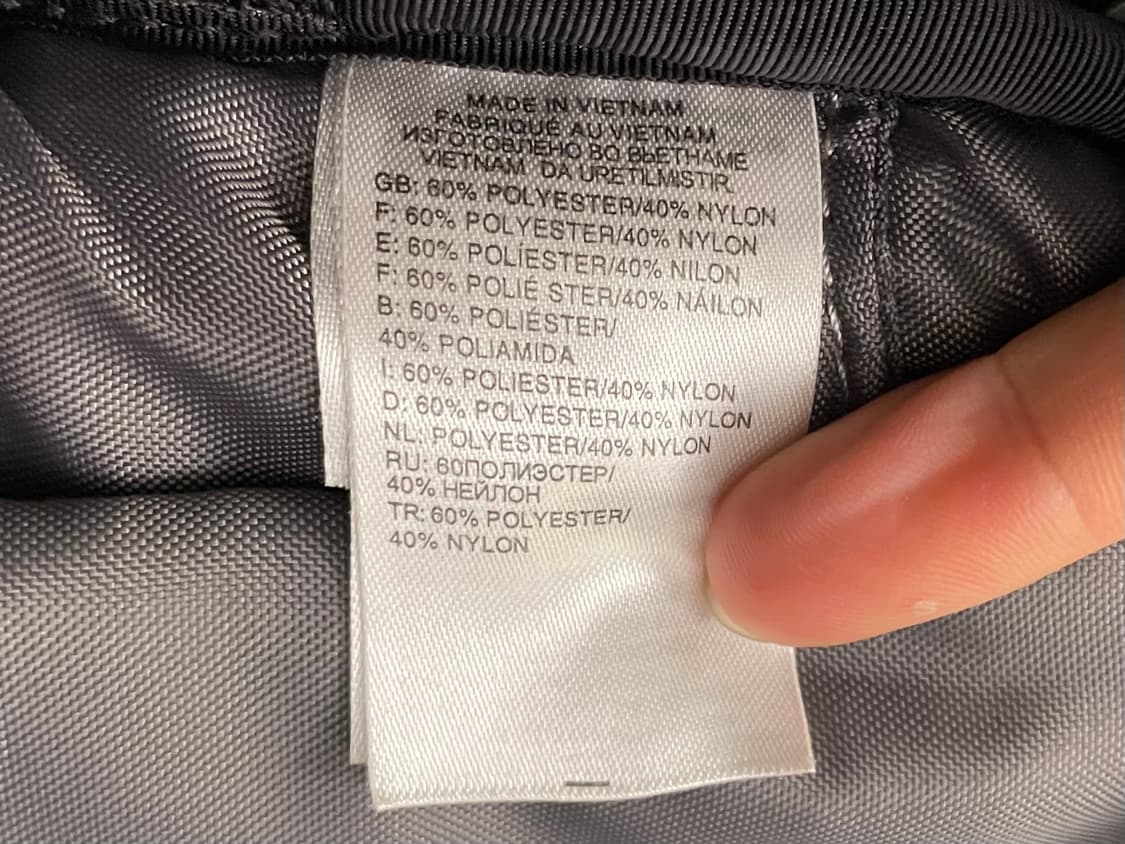 MADE IN VIETNAM
FABRIQUÉ AU VIETNAM
ИЗГОТОВЛЕНО ВО ВЬЕТНАМЕ
VIETNAM DA URETILMISTIR
GB: 60% POLYESTER/40% NYLON
F: 60% POLYESTER/40% NYLON
E: 60% POLÍESTER/40% NILON
F: 60% POLIÉ STER/40% NÁILON
B: 60% POLIÉSTER/
40% POLIAMIDA
I: 60% POLIESTER/40% NYLON
D: 60% POLYESTER/40% NYLON
NL: POLYESTER/40% NYLON
RU: 60ПОЛИЭСТЕР/
40% НЕЙЛОН
TR: 60% POLYESTER/
40% NYLON